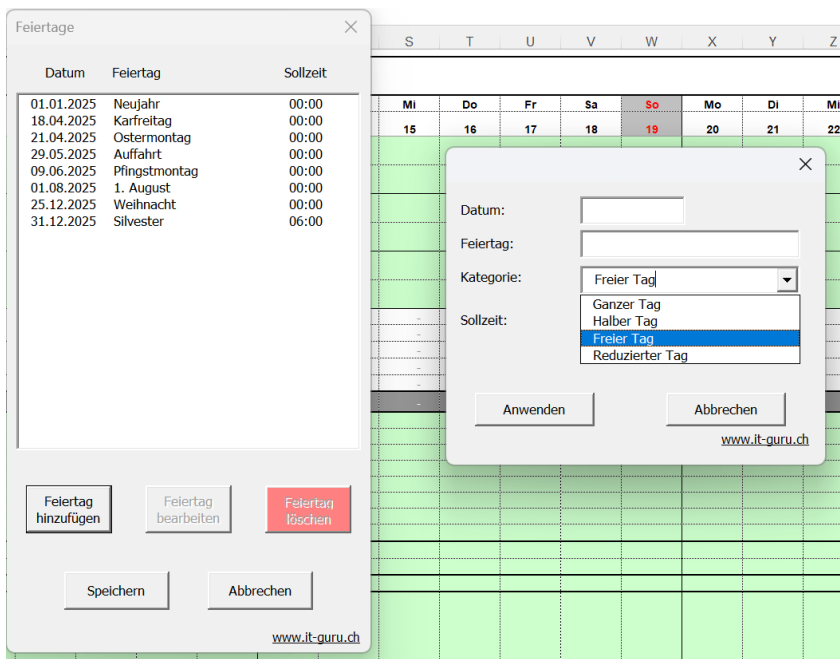 Feiertage
Datum Feiertag Sollzeit
01.01.2025 Neujahr 00:00
18.04.2025 Karfreitag 00:00
21.04.2025 Ostermontag 00:00
29.05.2025 Auffahrt 00:00
09.06.2025 Pfingstmontag 00:00
01.08.2025 1. August 00:00
25.12.2025 Weihnacht 00:00
31.12.2025 Silvester 06:00
Feiertag hinzufügen
Feiertag bearbeiten
Feiertag löschen
Speichern Abbrechen
www.it-guru.ch
S T U V W X Y Z
Mi Do Fr Sa So Mo Di Mi
15 16 17 18 19 20 21 22
Datum:
Feiertag:
Kategorie: Freier Tag
Ganzer Tag
Halber Tag
Freier Tag
Reduzierter Tag
Sollzeit:
Anwenden Abbrechen
www.it-guru.ch